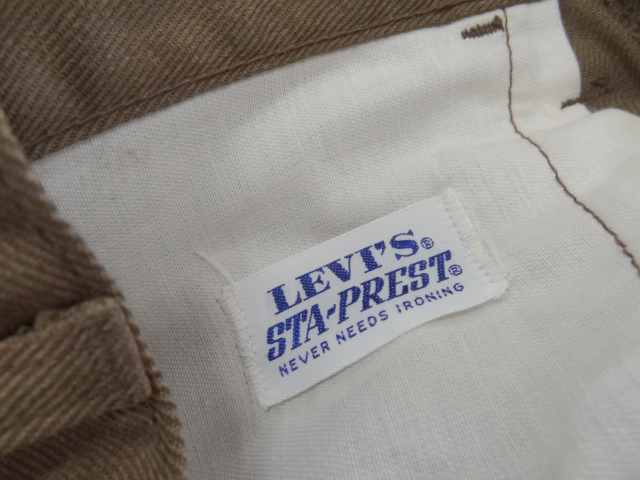 LEVI'S®
STA-PREST®
NEVER NEEDS IRONING